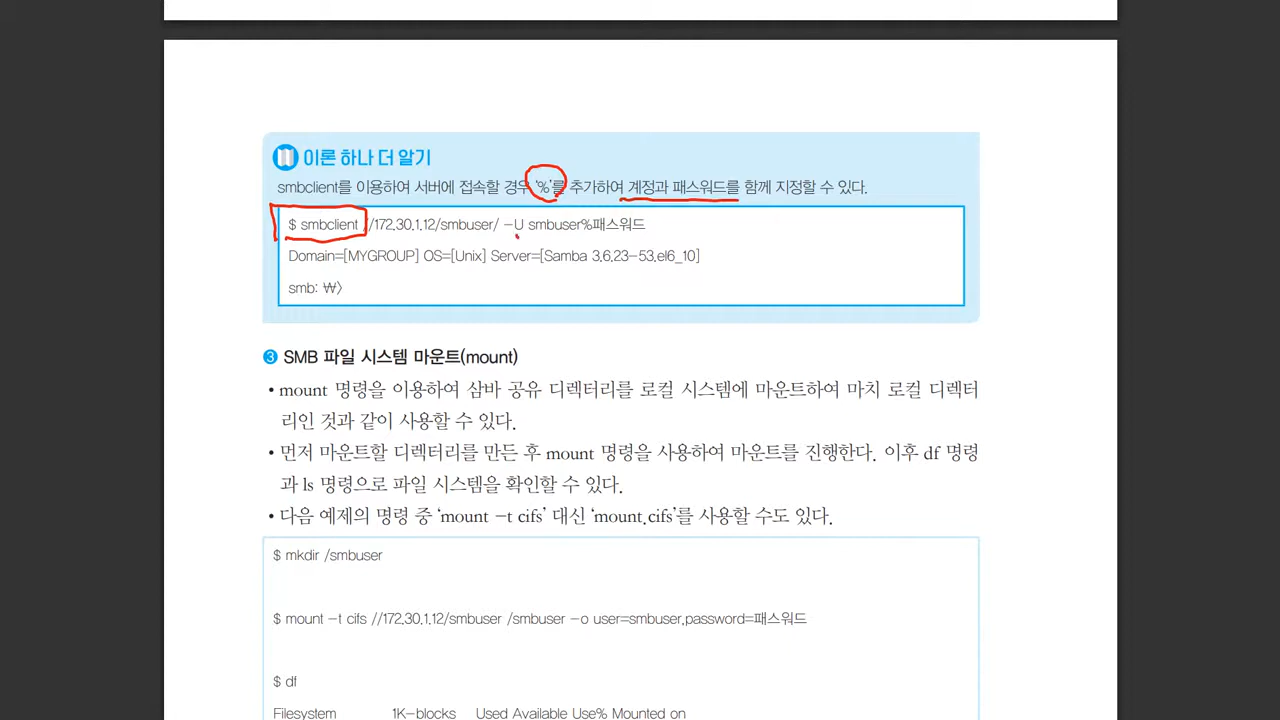 이론 하나 더 알기
smbclient를 이용하여 서버에 접속할 경우 '%'를 추가하여 계정과 패스워드를 함께 지정할 수 있다.
$ smbclient //172.30.1.12/smbuser/ -U smbuser%패스워드
Domain=[MYGROUP] OS=[Unix] Server=[Samba 3.6.23-53.el6_10]
smb: ₩>
❸ SMB 파일 시스템 마운트(mount)
• mount 명령을 이용하여 삼바 공유 디렉터리를 로컬 시스템에 마운트하여 마치 로컬 디렉터
리인 것과 같이 사용할 수 있다.
• 먼저 마운트할 디렉터리를 만든 후 mount 명령을 사용하여 마운트를 진행한다. 이후 df 명령
과 ls 명령으로 파일 시스템을 확인할 수 있다.
• 다음 예제의 명령 중 'mount -t cifs' 대신 'mount.cifs'를 사용할 수도 있다.
$ mkdir /smbuser
$ mount -t cifs //172.30.1.12/smbuser /smbuser -o user=smbuser,password=패스워드
$ df
Filesystem 1K-blocks Used Available Use% Mounted on